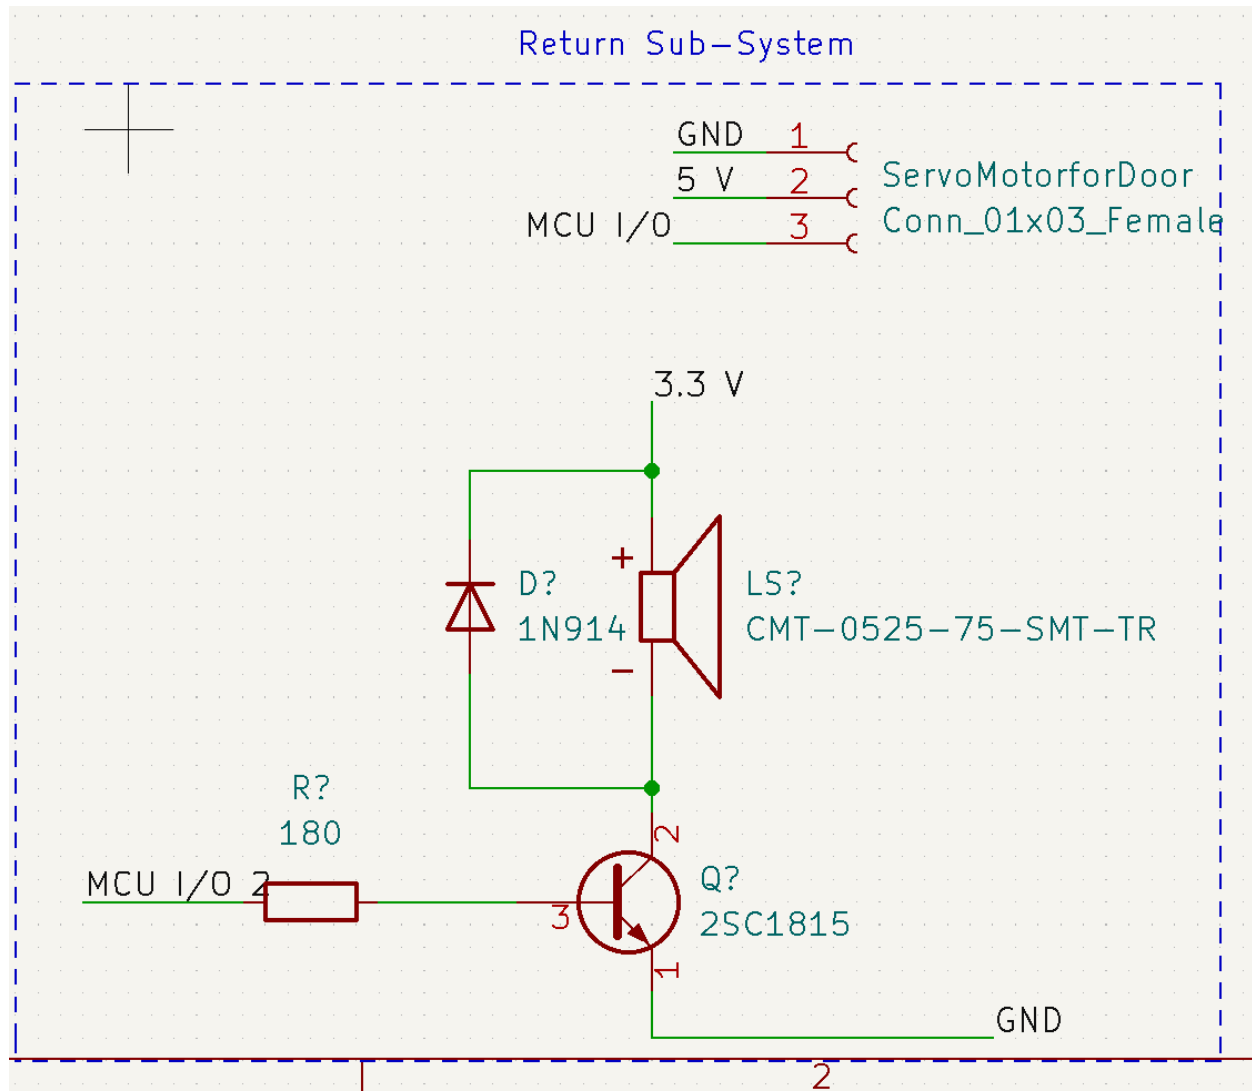 Return Sub-System
GND 1
5 V 2
MCU I/O 3
ServoMotorforDoor
Conn_01x03_Female
3.3 V
+
D?
1N914
LS?
CMT-0525-75-SMT-TR
-
R?
180
2
MCU I/O 2
3
Q?
2SC1815
1
GND
2